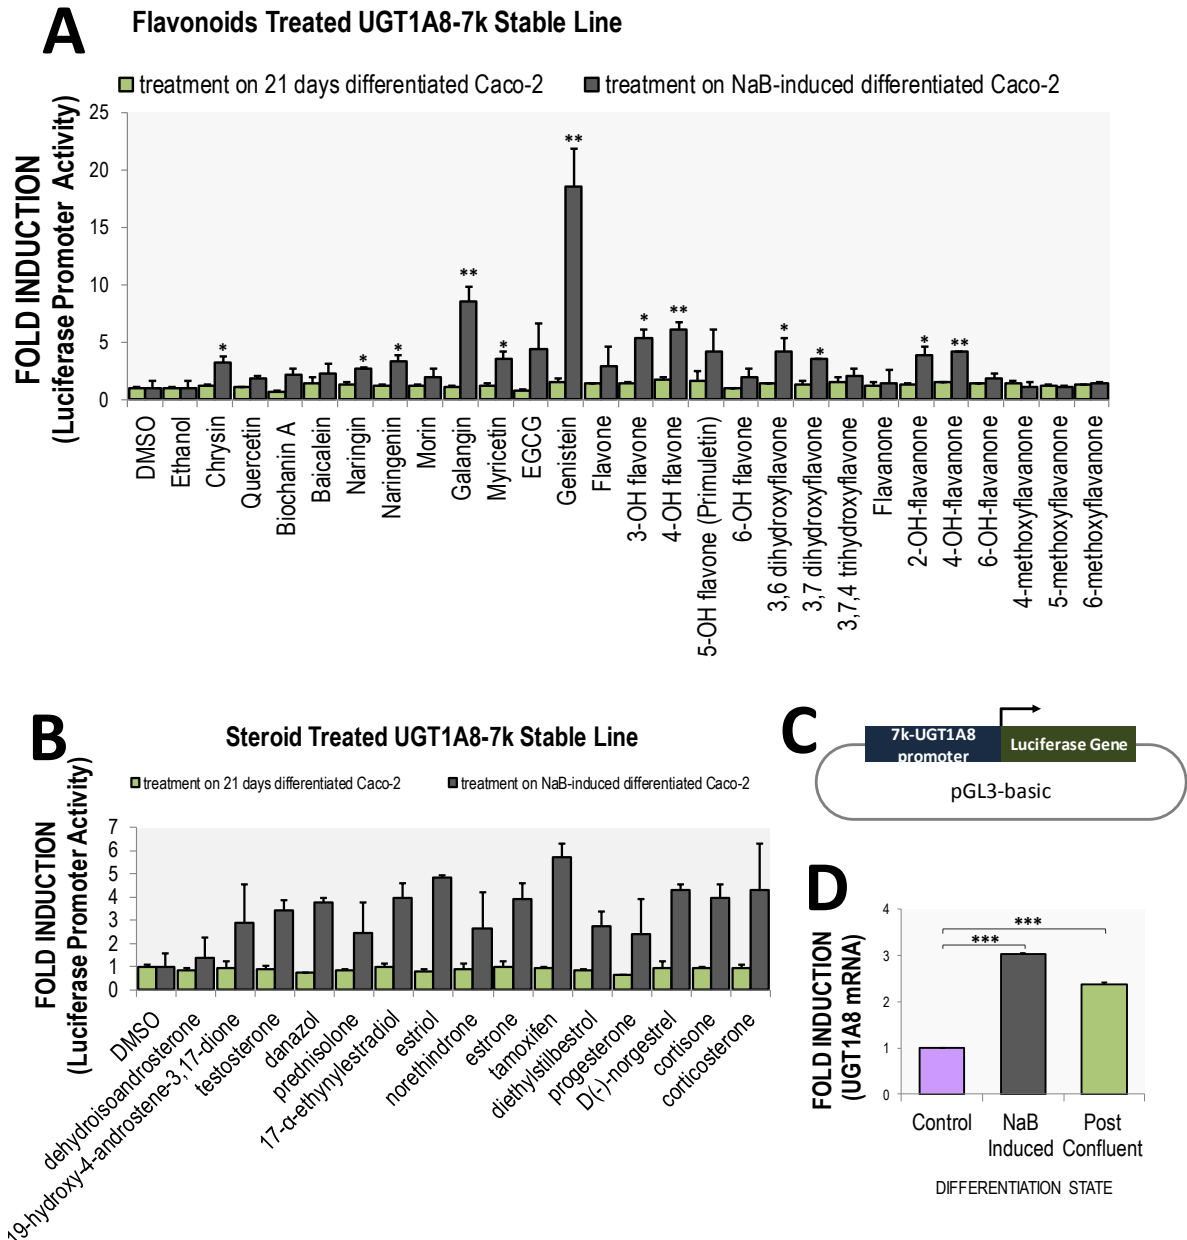 A
Flavonoids Treated UGT1A8-7k Stable Line
treatment on 21 days differentiated Caco-2
treatment on NaB-induced differentiated Caco-2
FOLD INDUCTION
(Luciferase Promoter Activity)
25
20
15
10
5
0
*
*
*
**
*
**
*
**
*
*
*
**
DMSO
Ethanol
Chrysin
Quercetin
Biochanin A
Baicalein
Naringin
Naringenin
Morin
Galangin
Myricetin
EGCG
Genistein
Flavone
3-OH flavone
4-OH flavone
5-OH flavone (Primuletin)
6-OH flavone
3,6 dihydroxyflavone
3,7 dihydroxyflavone
3,7,4 trihydroxyflavone
Flavanone
2-OH-flavanone
4-OH-flavanone
6-OH-flavanone
4-methoxyflavanone
5-methoxyflavanone
6-methoxyflavanone
B
Steroid Treated UGT1A8-7k Stable Line
treatment on 21 days differentiated Caco-2
treatment on NaB-induced differentiated Caco-2
FOLD INDUCTION
(Luciferase Promoter Activity)
7
6
5
4
3
2
1
0
DMSO
dehydroisoandrosterone
19-hydroxy-4-androstene-3,17-dione
testosterone
danazol
prednisolone
17-α-ethynylestradiol
estriol
norethindrone
estrone
tamoxifen
diethylstilbestrol
progesterone
D(-)-norgestrel
cortisone
corticosterone
C
7k-UGT1A8
promoter
Luciferase Gene
pGL3-basic
D
FOLD INDUCTION
(UGT1A8 mRNA)
4
3
2
1
0
***
***
Control
NaB
Induced
Post
Confluent
DIFFERENTIATION STATE